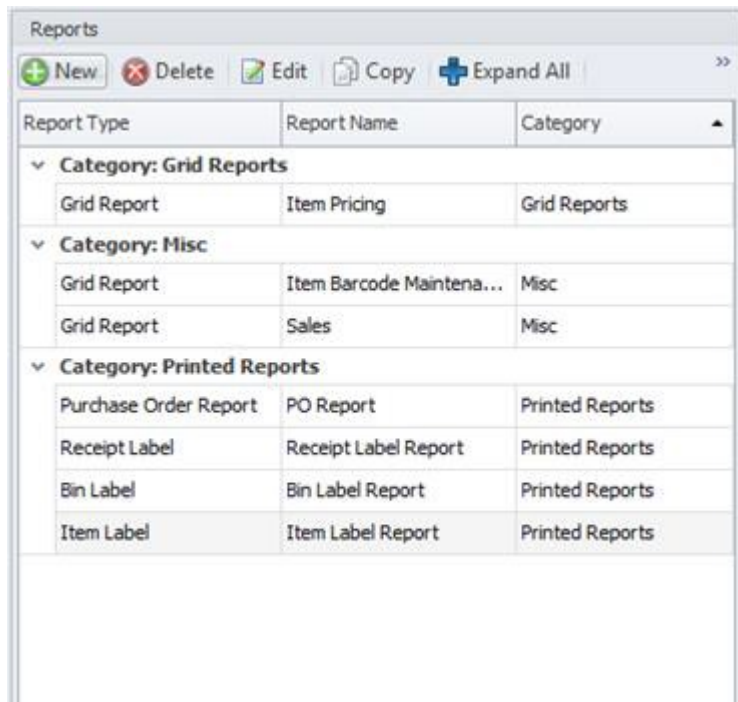 Reports
New Delete Edit Copy Expand All »
Report Type Report Name Category
Category: Grid Reports
Grid Report Item Pricing Grid Reports
Category: Misc
Grid Report Item Barcode Maintena... Misc
Grid Report Sales Misc
Category: Printed Reports
Purchase Order Report PO Report Printed Reports
Receipt Label Receipt Label Report Printed Reports
Bin Label Bin Label Report Printed Reports
Item Label Item Label Report Printed Reports